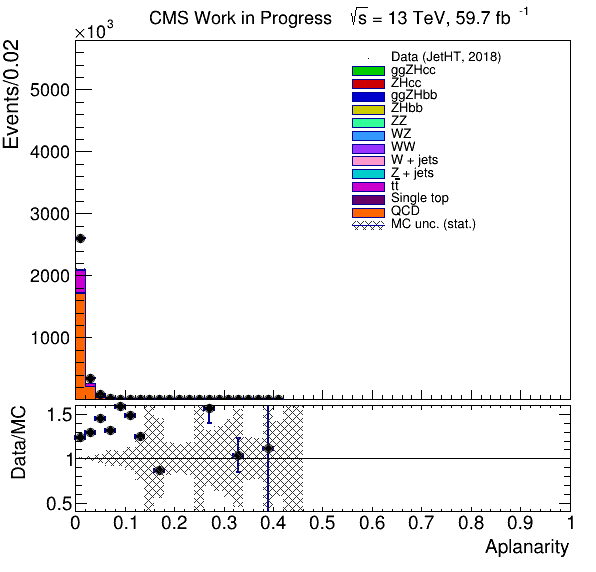 CMS Work in Progress √s = 13 TeV, 59.7 fb⁻¹
×10³
Events/0.02
5000
4000
3000
2000
1000
Data (JetHT, 2018)
ggZHcc
ZHcc
ggZHbb
ZHbb
ZZ
WZ
WW
W + jets
Z + jets
tt̅
Single top
QCD
MC unc. (stat.)
Data/MC
1.5
1
0.5
0 0.1 0.2 0.3 0.4 0.5 0.6 0.7 0.8 0.9 1
Aplanarity